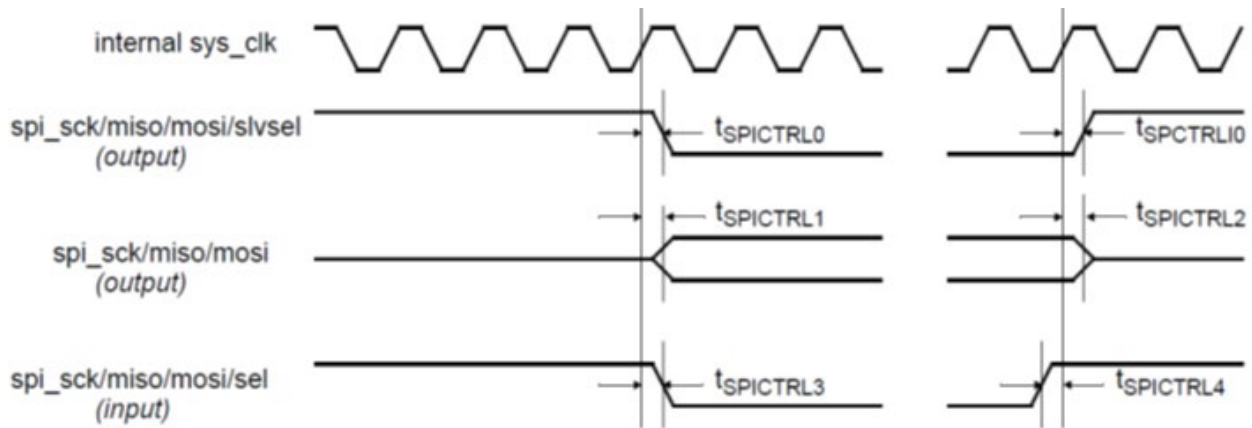 internal sys_clk
spi_sck/miso/mosi/slvsel
(output)
tSPICTRL0
tSPCTRLI0
spi_sck/miso/mosi
(output)
tSPICTRL1
tSPICTRL2
spi_sck/miso/mosi/sel
(input)
tSPICTRL3
tSPICTRL4